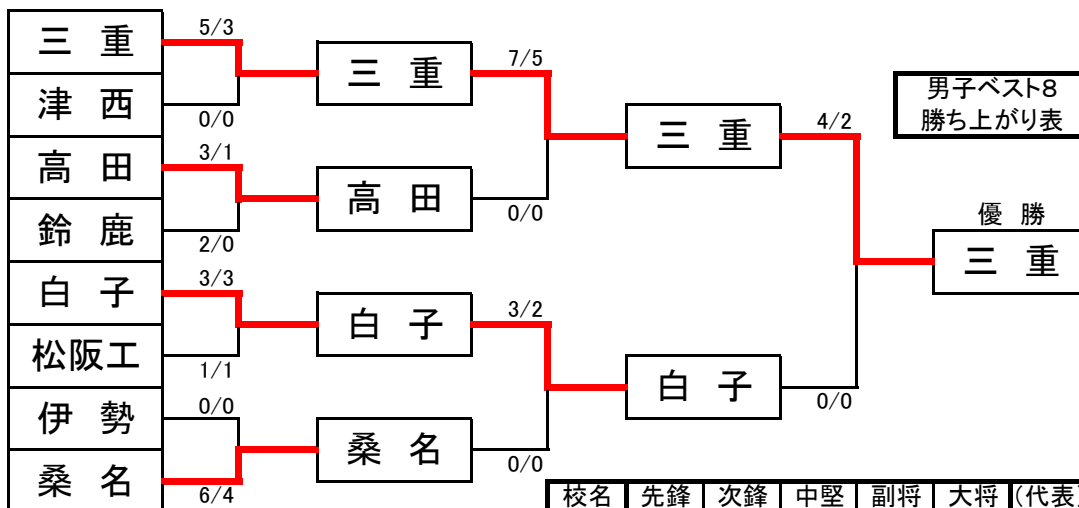 三 重
津 西
高 田
鈴 鹿
白 子
松阪工
伊 勢
桑 名
5/3
0/0
3/1
2/0
3/3
1/1
0/0
6/4
三 重
高 田
白 子
桑 名
7/5
0/0
3/2
0/0
三 重
白 子
4/2
0/0
男子ベスト8
勝ち上がり表
優 勝
三 重
校名 先鋒 次鋒 中堅 副将 大将 (代表)